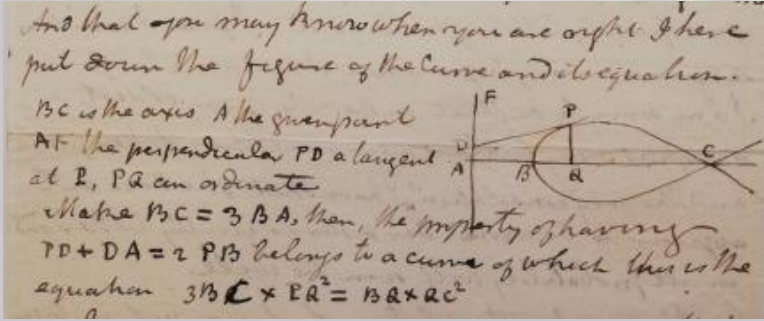 And that you may know when you are right I here
put down the figure of the Curve and its equation.
BC is the axis A the given point
AF the perpendicular PD a tangent
at P, PQ an ordinate
Make BC = 3 BA, then, the property of having
PD + DA = 2 PB belongs to a curve of which this is the
equation 3BC × PQ² = BQ × QC²
F
P
D
A
B
Q
C